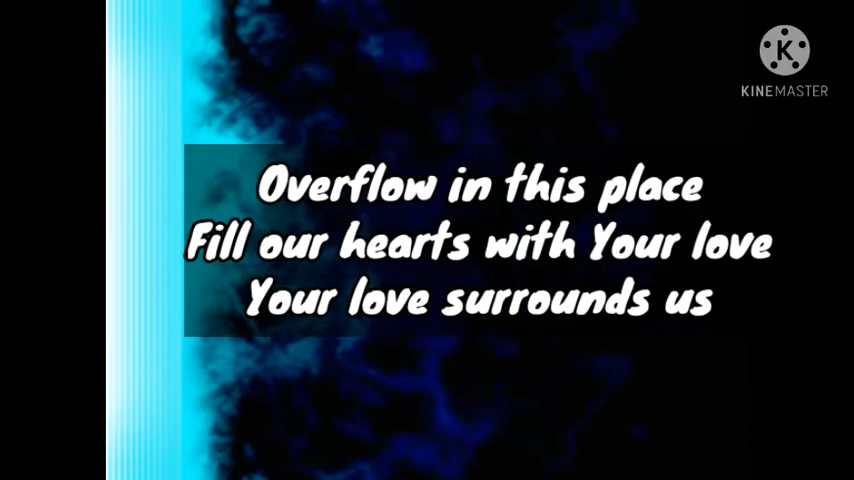 K
KINEMASTER
Overflow in this place
Fill our hearts with Your love
Your love surrounds us